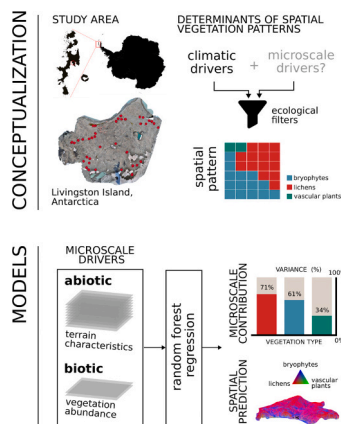 CONCEPTUALIZATION
STUDY AREA
Livingston Island,
Antarctica
DETERMINANTS OF SPATIAL
VEGETATION PATTERNS
climatic
drivers
+
microscale
drivers?
ecological
filters
spatial
pattern
bryophytes
lichens
vascular plants
MODELS
MICROSCALE
DRIVERS
abiotic
terrain
characteristics
biotic
vegetation
abundance
random forest
regression
MICROSCALE
CONTRIBUTION
VARIANCE (%)
100
71%
61%
34%
0
VEGETATION TYPE
SPATIAL
PREDICTION
bryophytes
lichens
vascular
plants